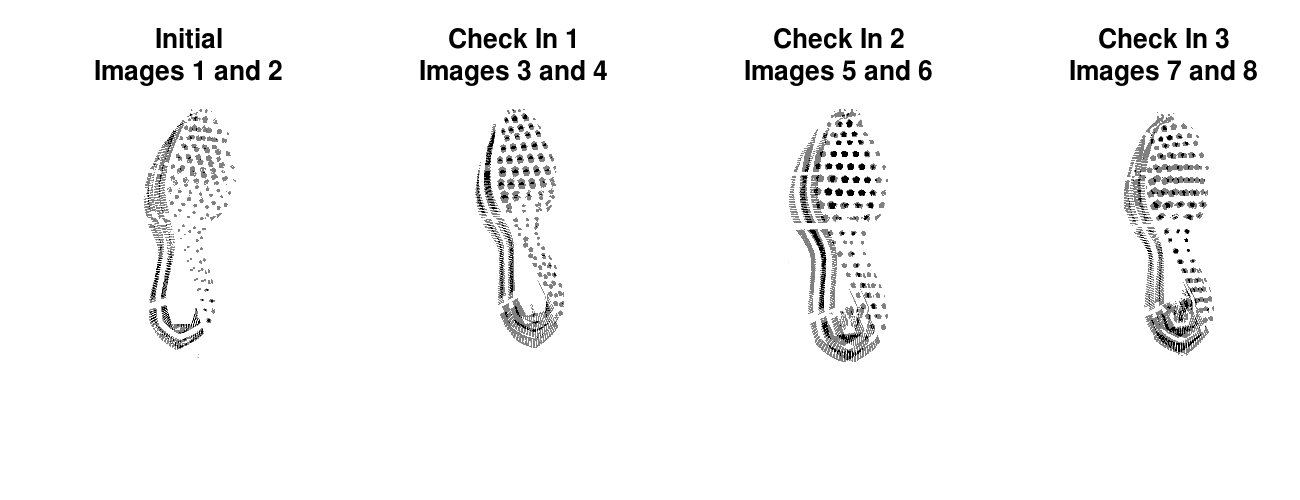 Initial
Images 1 and 2
Check In 1
Images 3 and 4
Check In 2
Images 5 and 6
Check In 3
Images 7 and 8